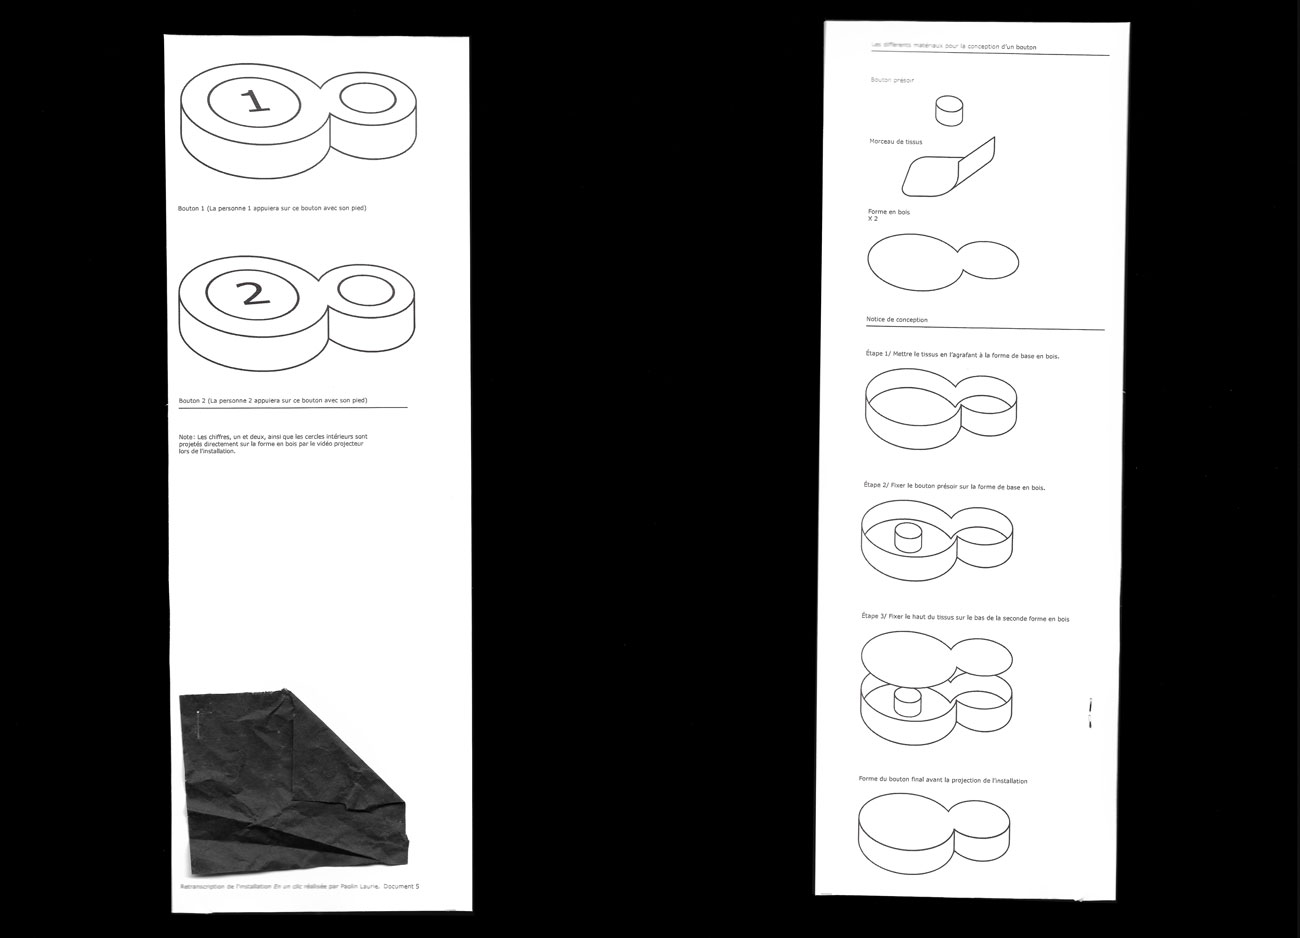 1
Bouton 1 (La personne 1 appuiera sur ce bouton avec son pied)
2
Bouton 2 (La personne 2 appuiera sur ce bouton avec son pied)
Note: Les chiffres, un et deux, ainsi que les cercles intérieurs sont
projetés directement sur la forme en bois par le vidéo projecteur
lors de l'installation.
Retranscription de l'installation En un clic réalisée par Paolin Laurie. Document 5
Les différents matériaux pour la conception d'un bouton
Bouton présoir
Morceau de tissus
Forme en bois
X 2
Notice de conception
Étape 1/ Mettre le tissus en l'agrafant à la forme de base en bois.
Étape 2/ Fixer le bouton présoir sur la forme de base en bois.
Étape 3/ Fixer le haut du tissus sur le bas de la seconde forme en bois
Forme du bouton final avant la projection de l'installation